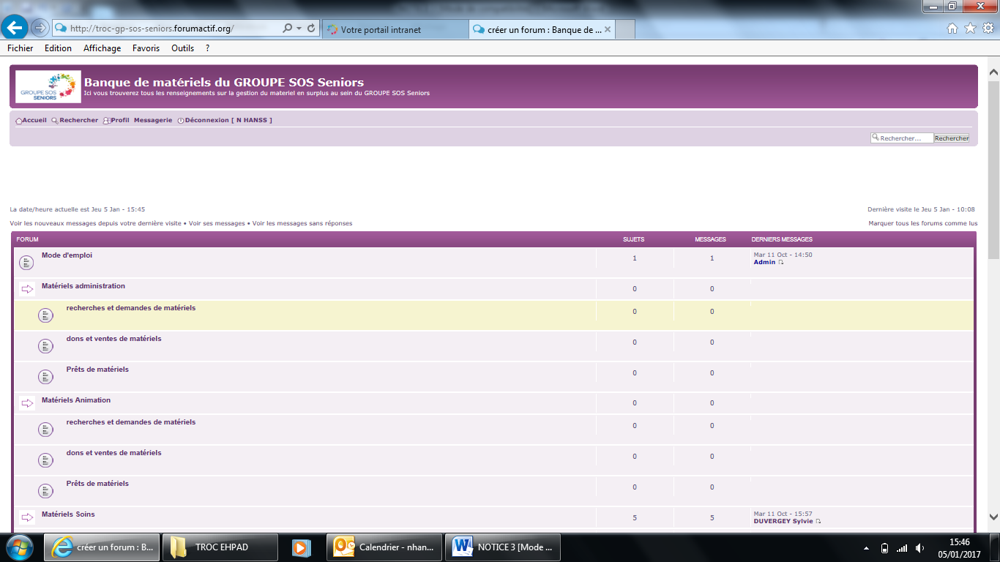 http://troc-gp-sos-seniors.forumactif.org/
Votre portail intranet
créer un forum : Banque de ...
Fichier Edition Affichage Favoris Outils ?
GROUPE SOS
SENIORS
Banque de matériels du GROUPE SOS Seniors
Ici vous trouverez tous les renseignements sur la gestion du materiel en surplus au sein du GROUPE SOS Seniors
Accueil Rechercher Profil Messagerie Déconnexion [ N HANSS ]
Rechercher... Rechercher
La date/heure actuelle est Jeu 5 Jan - 15:45
Dernière visite le Jeu 5 Jan - 10:08
Voir les nouveaux messages depuis votre dernière visite • Voir ses messages • Voir les messages sans réponses
Marquer tous les forums comme lus
FORUM SUJETS MESSAGES DERNIERS MESSAGES
Mode d'emploi 1 1 Mar 11 Oct - 14:50
Admin
Matériels administration 0 0
recherches et demandes de matériels 0 0
dons et ventes de matériels 0 0
Prêts de matériels 0 0
Matériels Animation 0 0
recherches et demandes de matériels 0 0
dons et ventes de matériels 0 0
Prêts de matériels 0 0
Matériels Soins 5 5 Mar 11 Oct - 15:57
DUVERGEY Sylvie
créer un forum : B...
TROC EHPAD
Calendrier - nhan...
NOTICE 3 [Mode ...
15:46
05/01/2017